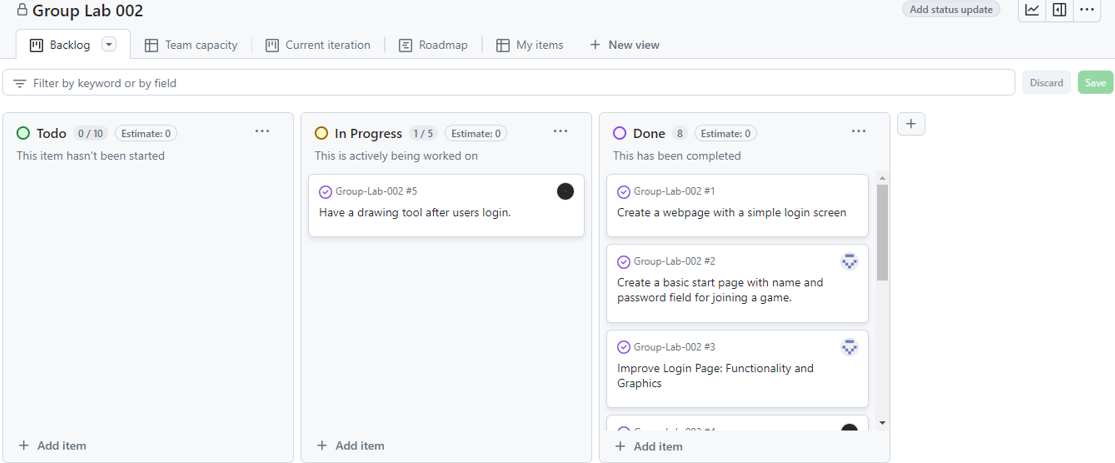 Group Lab 002
Add status update
Backlog
Team capacity
Current iteration
Roadmap
My items
New view
Filter by keyword or by field
Discard
Save
Todo 0 / 10 Estimate: 0
This item hasn't been started
Add item
In Progress 1 / 5 Estimate: 0
This is actively being worked on
Group-Lab-002 #5
Have a drawing tool after users login.
Add item
Done 8 Estimate: 0
This has been completed
Group-Lab-002 #1
Create a webpage with a simple login screen
Group-Lab-002 #2
Create a basic start page with name and
password field for joining a game.
Group-Lab-002 #3
Improve Login Page: Functionality and
Graphics
Add item